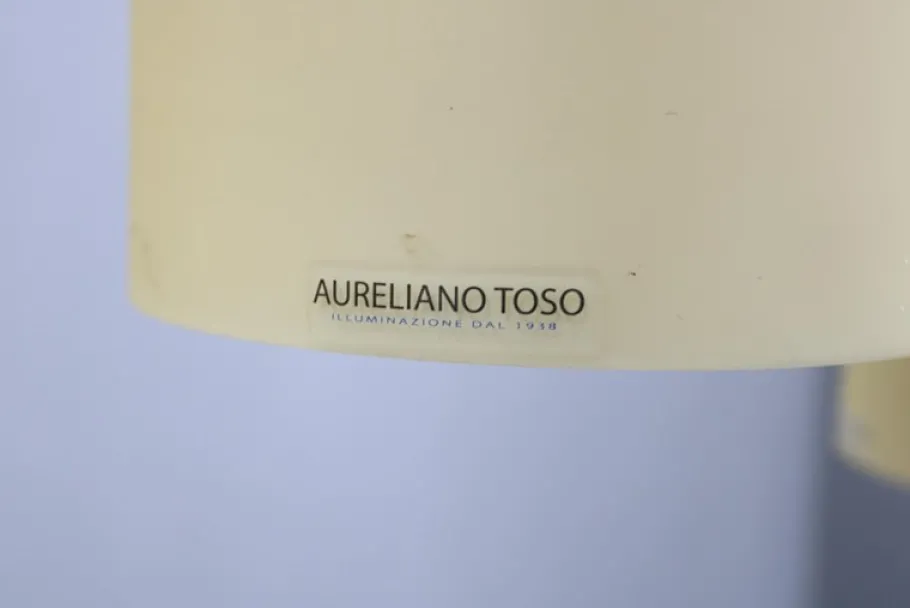 AURELIANO TOSO
ILLUMINAZIONE DAL 1938